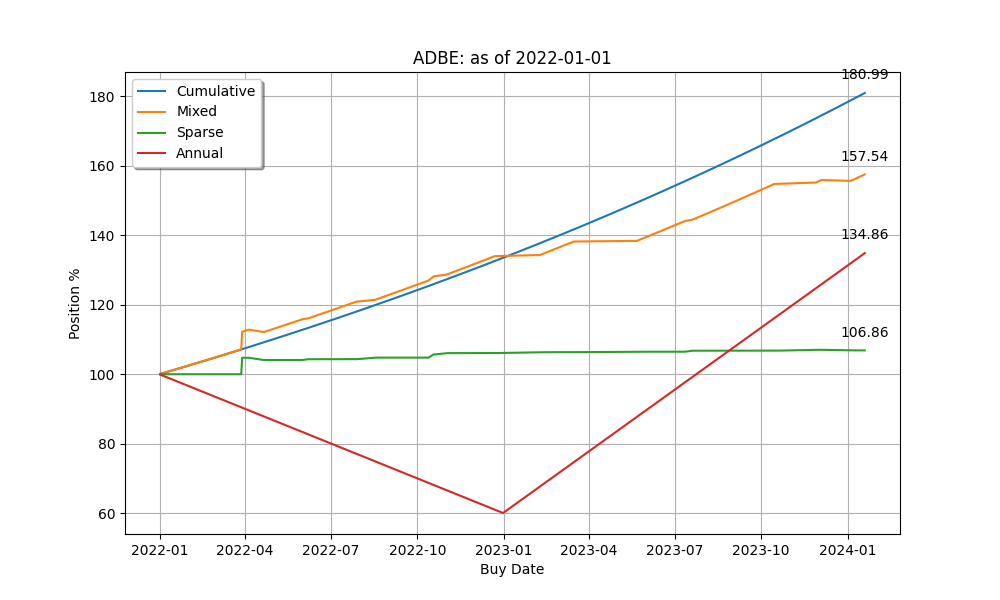 ADBE: as of 2022-01-01
180.99
180
Cumulative
Mixed
Sparse
Annual
160
157.54
140
134.86
120
106.86
100
80
60
Position %
2022-01 2022-04 2022-07 2022-10 2023-01 2023-04 2023-07 2023-10 2024-01
Buy Date